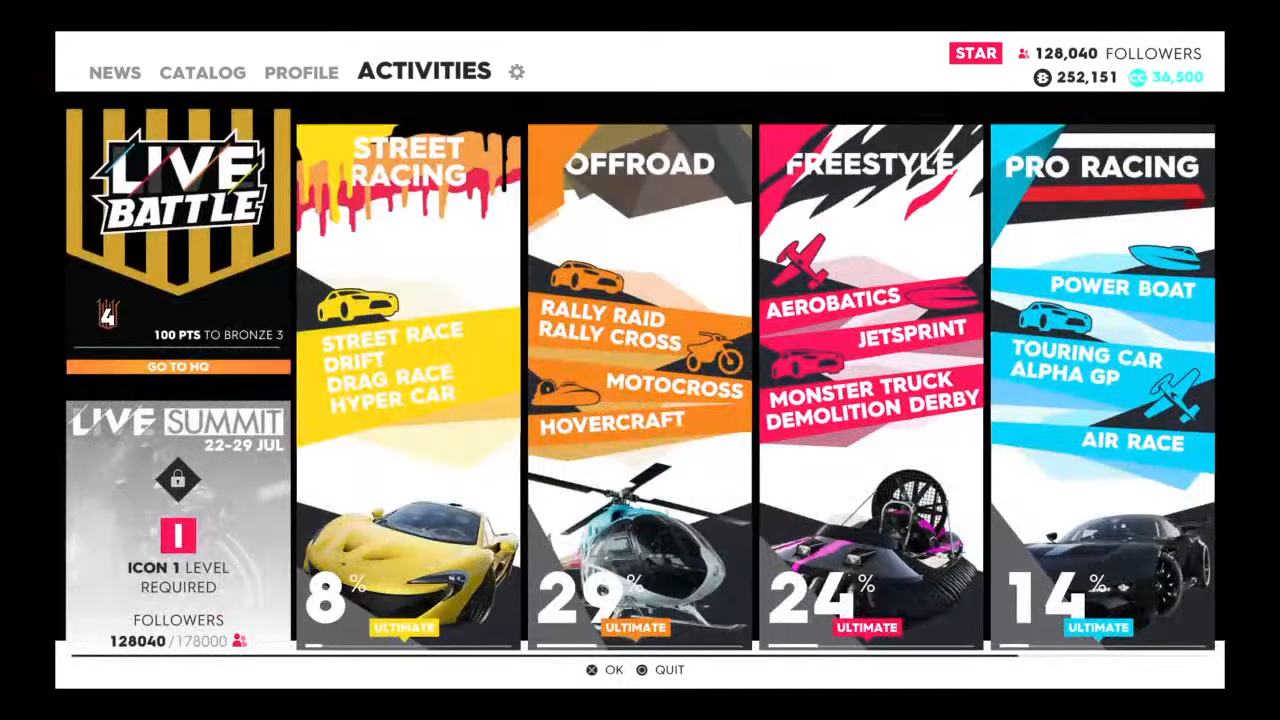 NEWS CATALOG PROFILE ACTIVITIES
STAR 128,040 FOLLOWERS
252,151 CC 36,500
LIVE
BATTLE
4
100 PTS TO BRONZE 3
GO TO HQ
LIVE SUMMIT
22-29 JUL
I
ICON 1 LEVEL
REQUIRED
FOLLOWERS
128040/178000
STREET
RACING
STREET RACE
DRIFT
DRAG RACE
HYPER CAR
8%
ULTIMATE
OFFROAD
RALLY RAID
RALLY CROSS
MOTOCROSS
HOVERCRAFT
29%
ULTIMATE
FREESTYLE
AEROBATICS
JETSPRINT
MONSTER TRUCK
DEMOLITION DERBY
24%
ULTIMATE
PRO RACING
POWER BOAT
TOURING CAR
ALPHA GP
AIR RACE
14%
ULTIMATE
OK QUIT